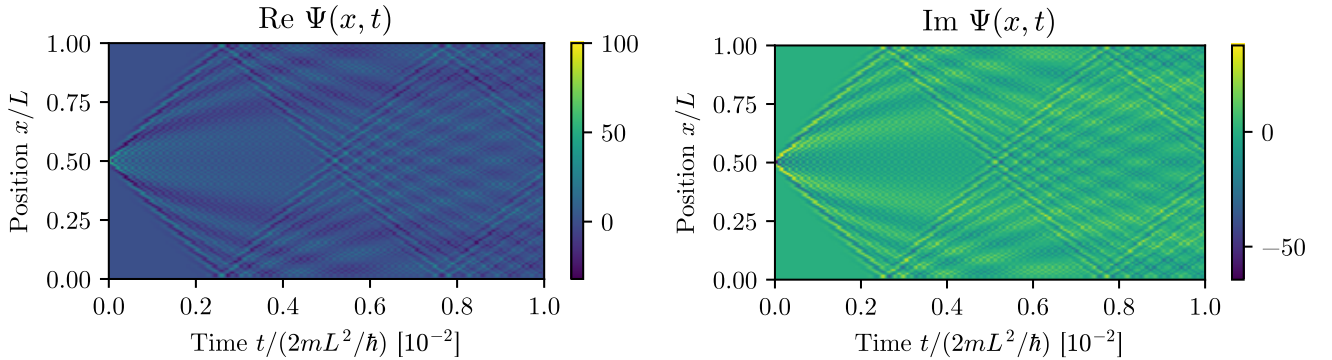 Re Ψ(x, t)
Position x/L
1.00
0.75
0.50
0.25
0.00
0.0 0.2 0.4 0.6 0.8 1.0
Time t/(2mL²/ℏ) [10⁻²]
100
50
0
Im Ψ(x, t)
Position x/L
1.00
0.75
0.50
0.25
0.00
0.0 0.2 0.4 0.6 0.8 1.0
Time t/(2mL²/ℏ) [10⁻²]
0
−50